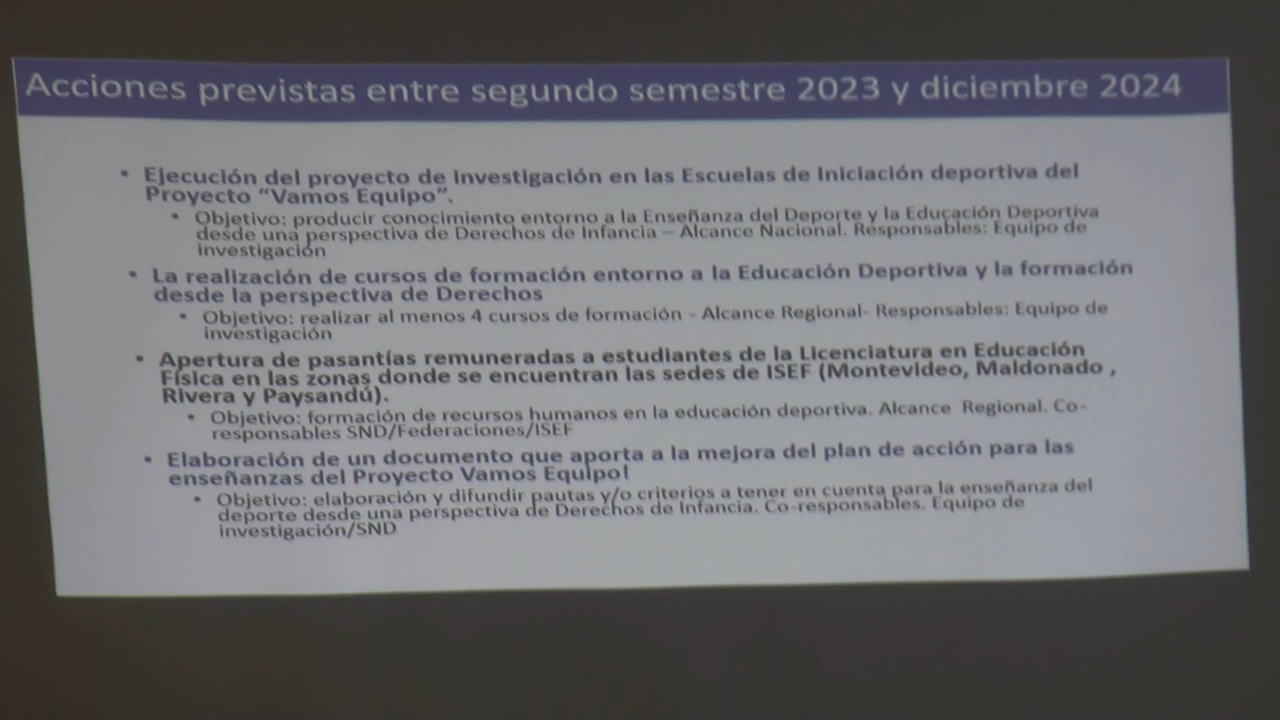 Acciones previstas entre segundo semestre 2023 y diciembre 2024
• Ejecución del proyecto de investigación en las Escuelas de Iniciación deportiva del
Proyecto “Vamos Equipo”.
• Objetivo: producir conocimiento entorno a la Enseñanza del Deporte y la Educación Deportiva
desde una perspectiva de Derechos de Infancia – Alcance Nacional. Responsables: Equipo de
investigación
• La realización de cursos de formación entorno a la Educación Deportiva y la formación
desde la perspectiva de Derechos
• Objetivo: realizar al menos 4 cursos de formación - Alcance Regional- Responsables: Equipo de
investigación
• Apertura de pasantías remuneradas a estudiantes de la Licenciatura en Educación
Física en las zonas donde se encuentran las sedes de ISEF (Montevideo, Maldonado ,
Rivera y Paysandú).
• Objetivo: formación de recursos humanos en la educación deportiva. Alcance Regional. Co-
responsables SND/Federaciones/ISEF
• Elaboración de un documento que aporta a la mejora del plan de acción para las
enseñanzas del Proyecto Vamos Equipo!
• Objetivo: elaboración y difundir pautas y/o criterios a tener en cuenta para la enseñanza del
deporte desde una perspectiva de Derechos de Infancia. Co-responsables. Equipo de
investigación/SND